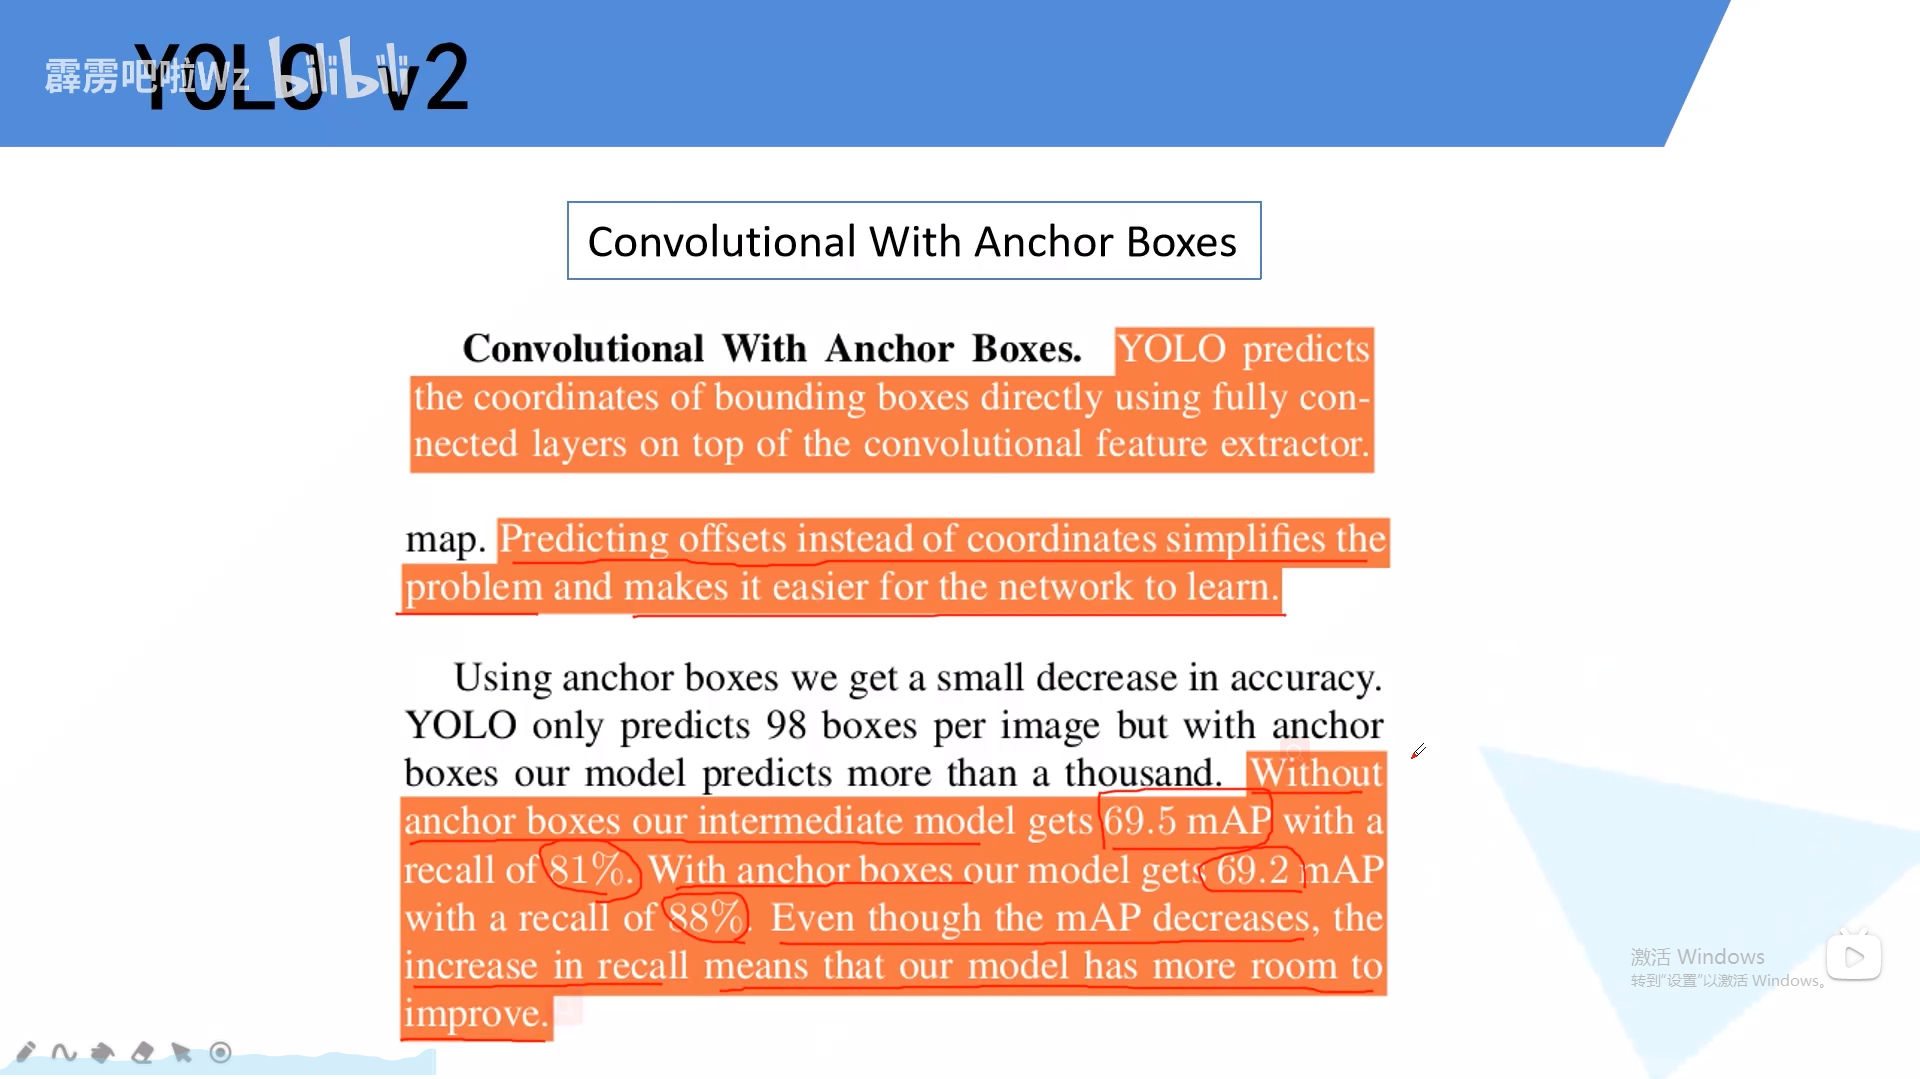 YOLO v2
霹雳吧啦Wz bilibili
Convolutional With Anchor Boxes
Convolutional With Anchor Boxes. YOLO predicts
the coordinates of bounding boxes directly using fully con-
nected layers on top of the convolutional feature extractor.
map. Predicting offsets instead of coordinates simplifies the
problem and makes it easier for the network to learn.
Using anchor boxes we get a small decrease in accuracy.
YOLO only predicts 98 boxes per image but with anchor
boxes our model predicts more than a thousand. Without
anchor boxes our intermediate model gets 69.5 mAP with a
recall of 81%. With anchor boxes our model gets 69.2 mAP
with a recall of 88%. Even though the mAP decreases, the
increase in recall means that our model has more room to
improve.
激活 Windows
转到“设置”以激活 Windows。